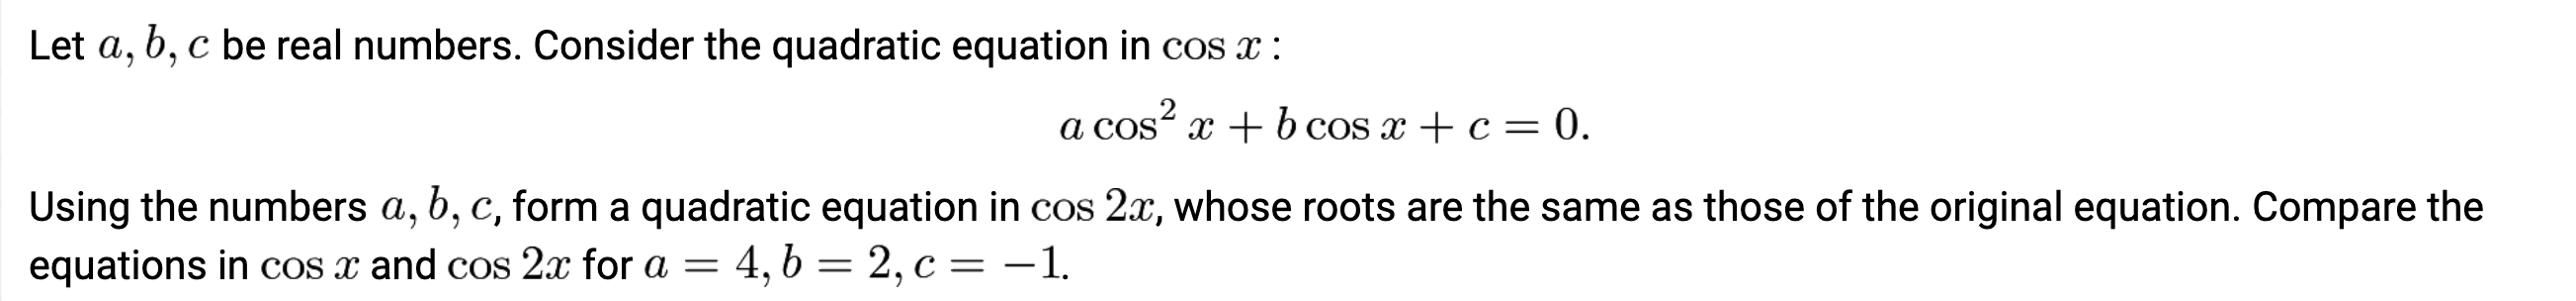 Let a, b, c be real numbers. Consider the quadratic equation in cos x :
a cos² x + b cos x + c = 0.
Using the numbers a, b, c, form a quadratic equation in cos 2x, whose roots are the same as those of the original equation. Compare the
equations in cos x and cos 2x for a = 4, b = 2, c = −1.